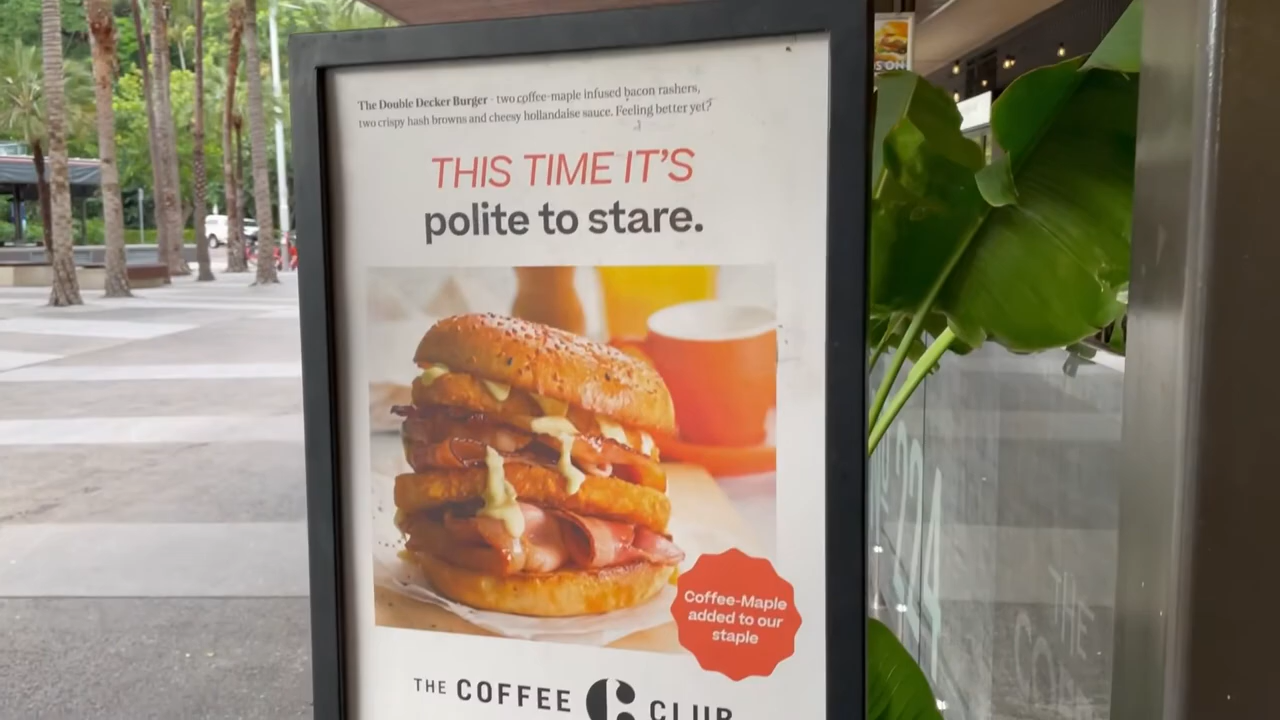 The Double Decker Burger - two coffee-maple infused bacon rashers,
two crispy hash browns and cheesy hollandaise sauce. Feeling better yet?
THIS TIME IT'S
polite to stare.
Coffee-Maple
added to our
staple
THE COFFEE CLUB